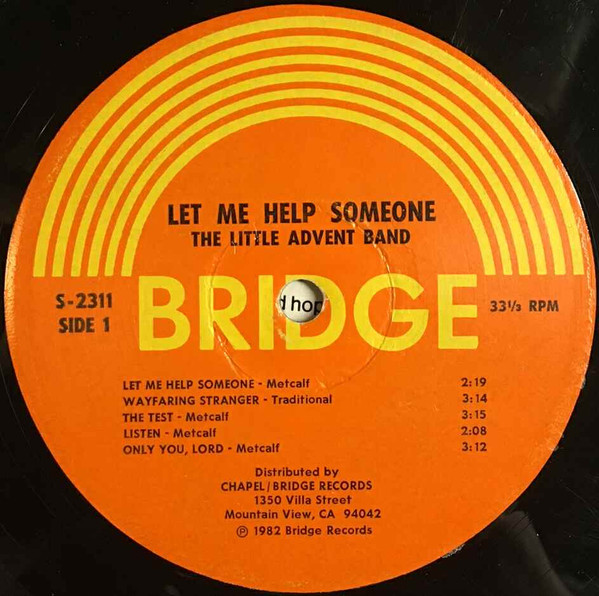 LET ME HELP SOMEONE
THE LITTLE ADVENT BAND
S-2311
SIDE 1
BRIDGE
33⅓ RPM
d hop
LET ME HELP SOMEONE - Metcalf 2:19
WAYFARING STRANGER - Traditional 3:14
THE TEST - Metcalf 3:15
LISTEN - Metcalf 2:08
ONLY YOU, LORD - Metcalf 3:12
Distributed by
CHAPEL/BRIDGE RECORDS
1350 Villa Street
Mountain View, CA 94042
℗ 1982 Bridge Records